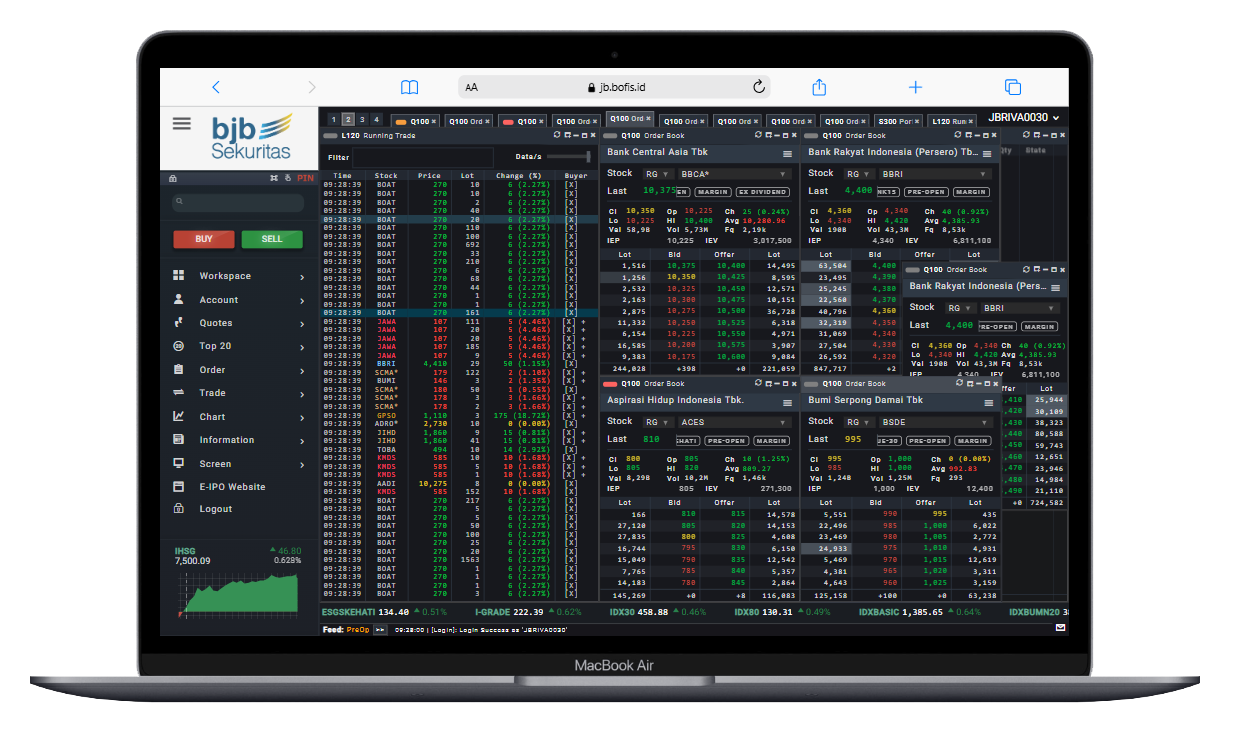 AA jb.bofis.id
bjb
Sekuritas
PIN
BUY SELL
Workspace
Account
Quotes
Top 20
Order
Trade
Chart
Information
Screen
E-IPO Website
Logout
IHSG 46.80
7,500.09 0.628%
1 2 3 4 Q100 × Q100 Ord × Q100 × Q100 Ord × Q100 Ord × Q100 Ord × Q100 Ord × Q100 Ord × Q100 Ord × S300 Por × L120 Run × JBRIVA0030
L120 Running Trade
Filter Data/s
Time Stock Price Lot Change (%) Buyer
09:28:39 BOAT 270 10 6 (2.27%) [X]
09:28:39 BOAT 270 10 6 (2.27%) [X]
09:28:39 BOAT 270 2 6 (2.27%) [X]
09:28:39 BOAT 270 40 6 (2.27%) [X]
09:28:39 BOAT 270 20 6 (2.27%) [X]
09:28:39 BOAT 270 110 6 (2.27%) [X]
09:28:39 BOAT 270 100 6 (2.27%) [X]
09:28:39 BOAT 270 692 6 (2.27%) [X]
09:28:39 BOAT 270 33 6 (2.27%) [X]
09:28:39 BOAT 270 210 6 (2.27%) [X]
09:28:39 BOAT 270 6 6 (2.27%) [X]
09:28:39 BOAT 270 68 6 (2.27%) [X]
09:28:39 BOAT 270 44 6 (2.27%) [X]
09:28:39 BOAT 270 1 6 (2.27%) [X]
09:28:39 BOAT 270 1 6 (2.27%) [X]
09:28:39 BOAT 270 161 6 (2.27%) [X]
09:28:39 JAWA 107 111 5 (4.46%) [X] +
09:28:39 JAWA 107 20 5 (4.46%) [X] +
09:28:39 JAWA 107 20 5 (4.46%) [X] +
09:28:39 JAWA 107 185 5 (4.46%) [X] +
09:28:39 JAWA 107 9 5 (4.46%) [X] +
09:28:39 BBRI 4,410 29 50 (1.15%) [X]
09:28:39 SCMA* 179 122 2 (1.10%) [X] +
09:28:39 BUMI 146 3 2 (1.35%) [X] +
09:28:39 SCMA* 180 50 1 (0.55%) [X]
09:28:39 SCMA* 178 3 3 (1.66%) [X] +
09:28:39 SCMA* 178 2 3 (1.66%) [X] +
09:28:39 GPSO 1,110 3 175 (18.72%) [X] +
09:28:39 ADRO* 2,730 10 0 (0.00%) [X]
09:28:39 JIHD 1,860 9 15 (0.81%) [X] +
09:28:39 JIHD 1,860 41 15 (0.81%) [X] +
09:28:39 TOBA 494 10 14 (2.92%) [X]
09:28:39 KMDS 585 10 10 (1.68%) [X] +
09:28:39 KMDS 585 5 10 (1.68%) [X] +
09:28:39 KMDS 585 1 10 (1.68%) [X] +
09:28:39 AADI 10,275 8 0 (0.00%) [X]
09:28:39 KMDS 585 152 10 (1.68%) [X] +
09:28:39 BOAT 270 217 6 (2.27%) [X]
09:28:39 BOAT 270 5 6 (2.27%) [X]
09:28:39 BOAT 270 5 6 (2.27%) [X]
09:28:39 BOAT 270 50 6 (2.27%) [X]
09:28:39 BOAT 270 100 6 (2.27%) [X]
09:28:39 BOAT 270 25 6 (2.27%) [X]
09:28:39 BOAT 270 20 6 (2.27%) [X]
09:28:39 BOAT 270 1563 6 (2.27%) [X]
09:28:39 BOAT 270 1 6 (2.27%) [X]
09:28:39 BOAT 270 1 6 (2.27%) [X]
09:28:39 BOAT 270 1 6 (2.27%) [X]
09:28:39 BOAT 270 3 6 (2.27%) [X]
Q100 Order Book
Bank Central Asia Tbk
Stock RG BBCA*
Last 10,375 EN MARGIN EX DIVIDEND
Cl 10,350 Op 10,225 Ch 25 (0.24%)
Lo 10,225 Hi 10,400 Avg 10,280.96
Val 58,9B Vol 5,73M Fq 2,19k
IEP 10,225 IEV 3,017,500
Lot Bid Offer Lot
1,516 10,375 10,400 14,495
1,256 10,350 10,425 8,595
2,532 10,325 10,450 12,571
2,163 10,300 10,475 10,151
2,875 10,275 10,500 36,728
11,332 10,250 10,525 6,318
6,154 10,225 10,550 4,971
16,585 10,200 10,575 3,907
9,383 10,175 10,600 9,084
244,028 +398 +0 221,059
Q100 Order Book
Bank Rakyat Indonesia (Persero) Tb...
Stock RG BBRI
Last 4,400 NK15 PRE-OPEN MARGIN
Cl 4,360 Op 4,340 Ch 40 (0.92%)
Lo 4,340 Hi 4,420 Avg 4,385.93
Val 190B Vol 43,3M Fq 8,53k
IEP 4,340 IEV 6,811,100
Lot Bid Offer Lot
63,504 4,400
23,495 4,390
25,245 4,380
22,560 4,370
40,796 4,360
32,319 4,350
31,069 4,340
27,504 4,330
26,592 4,320
847,717 +2
State
Q100 Order Book
Bank Rakyat Indonesia (Pers...
Stock RG BBRI
Last 4,400 PRE-OPEN MARGIN
Cl 4,360 Op 4,340 Ch 40 (0.92%)
Lo 4,340 Hi 4,420 Avg 4,385.93
Val 190B Vol 43,3M Fq 8,53k
IEP 4,340 IEV 6,811,100
ffer Lot
,410 25,944
,420 30,109
,430 38,323
,440 80,588
,450 59,743
,460 12,651
,470 23,946
,480 14,984
,490 21,110
+0 724,582
Q100 Order Book
Aspirasi Hidup Indonesia Tbk.
Stock RG ACES
Last 810 EHATI PRE-OPEN MARGIN
Cl 800 Op 805 Ch 10 (1.25%)
Lo 805 Hi 820 Avg 809.27
Val 8,29B Vol 10,2M Fq 1,46k
IEP 805 IEV 271,300
Lot Bid Offer Lot
166 810 815 14,578
27,120 805 820 14,153
27,835 800 825 4,608
16,744 795 830 6,150
15,049 790 835 12,542
7,765 785 840 5,357
14,183 780 845 2,864
145,269 +0 +8 116,083
Q100 Order Book
Bumi Serpong Damai Tbk
Stock RG BSDE
Last 995 SE-30 PRE-OPEN MARGIN
Cl 995 Op 1,000 Ch 0 (0.00%)
Lo 985 Hi 1,000 Avg 992.83
Val 1,24B Vol 1,25M Fq 293
IEP 1,000 IEV 12,400
Lot Bid Offer Lot
5,551 990 995 435
22,496 985 1,000 6,022
23,469 980 1,005 2,772
24,933 975 1,010 4,931
5,469 970 1,015 12,619
4,381 965 1,020 3,311
4,643 960 1,025 3,159
125,158 +100 +0 63,238
ESGSKEHATI 134.40 0.51% I-GRADE 222.39 0.62% IDX30 458.88 0.46% IDX80 130.31 0.49% IDXBASIC 1,385.65 0.64% IDXBUMN20
Feed: PreOp >> 09:28:00 | [Login]: Login Success as 'JBRIVA0030'
MacBook Air